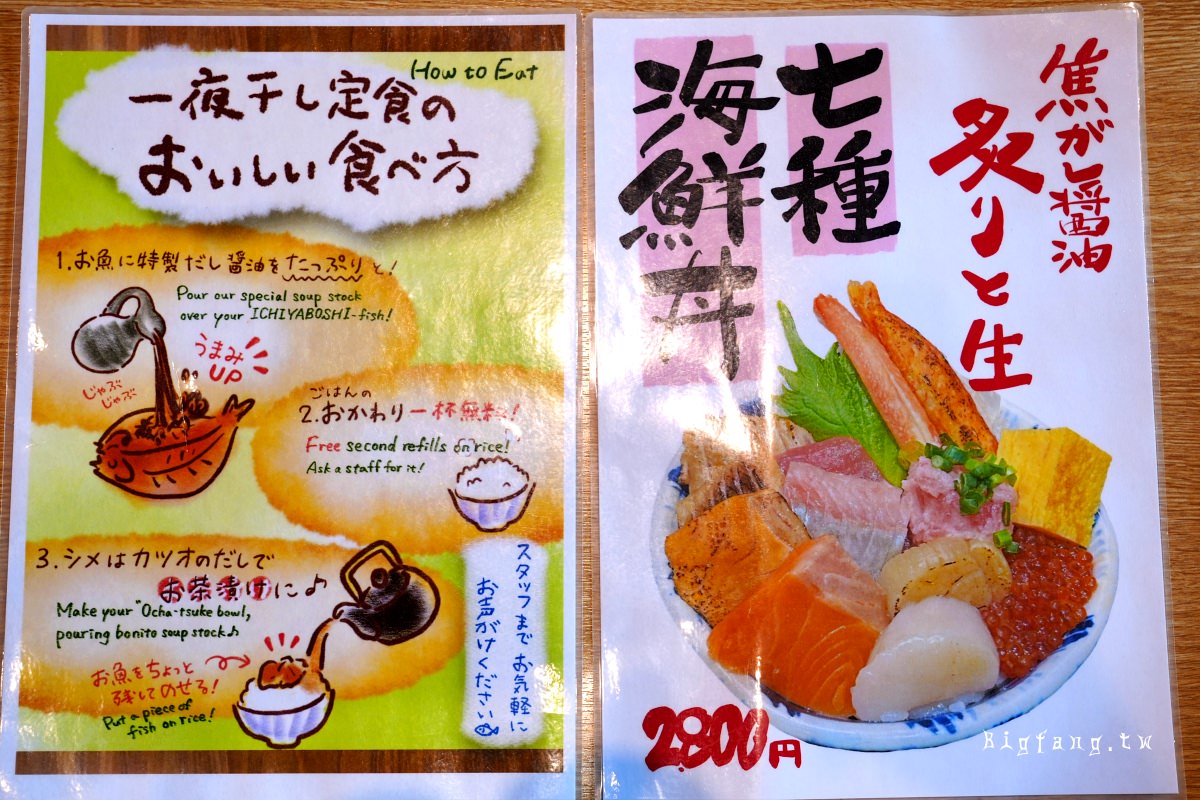 How to Eat
一夜干し定食の
おいしい食べ方
1.お魚に特製だし醤油をたっぷりと!
Pour our special soup stock
over your ICHIYABOSHI-fish!
うまみ
UP
じゃぶ
じゃぶ
ごはんの
2.おかわり一杯無料!
Free second refills on rice!
Ask a staff for it!
3.シメはカツオのだしで
お茶漬けに♪
Make your "Ocha-tsuke bowl,
pouring bonito soup stock♪
お魚をちょっと
残してのせる!
Put a piece of
fish on rice!
スタッフまでお気軽に
お声がけください
焦がし醤油
炙りと生
七種
海鮮丼
2,800円
Bigfang.tw